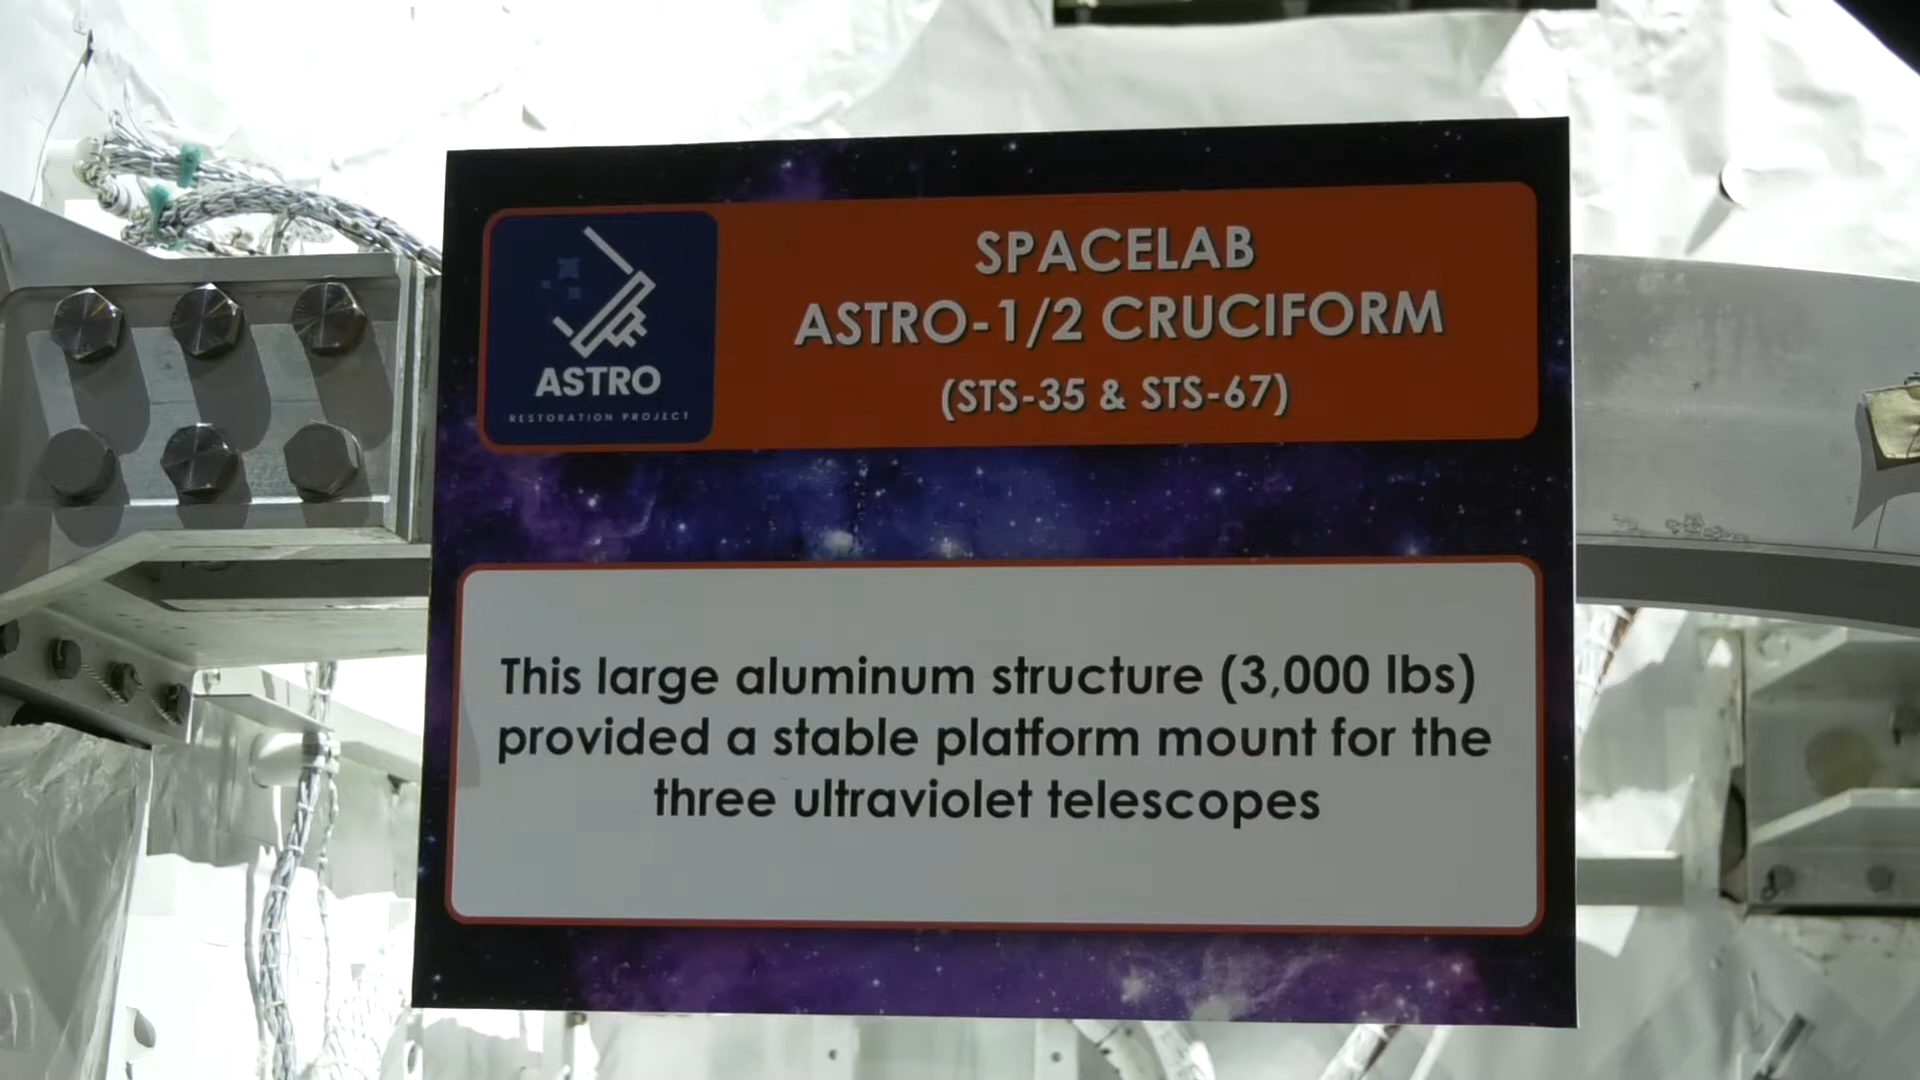 SPACELAB
ASTRO-1/2 CRUCIFORM
(STS-35 & STS-67)
ASTRO
RESTORATION PROJECT
This large aluminum structure (3,000 lbs)
provided a stable platform mount for the
three ultraviolet telescopes